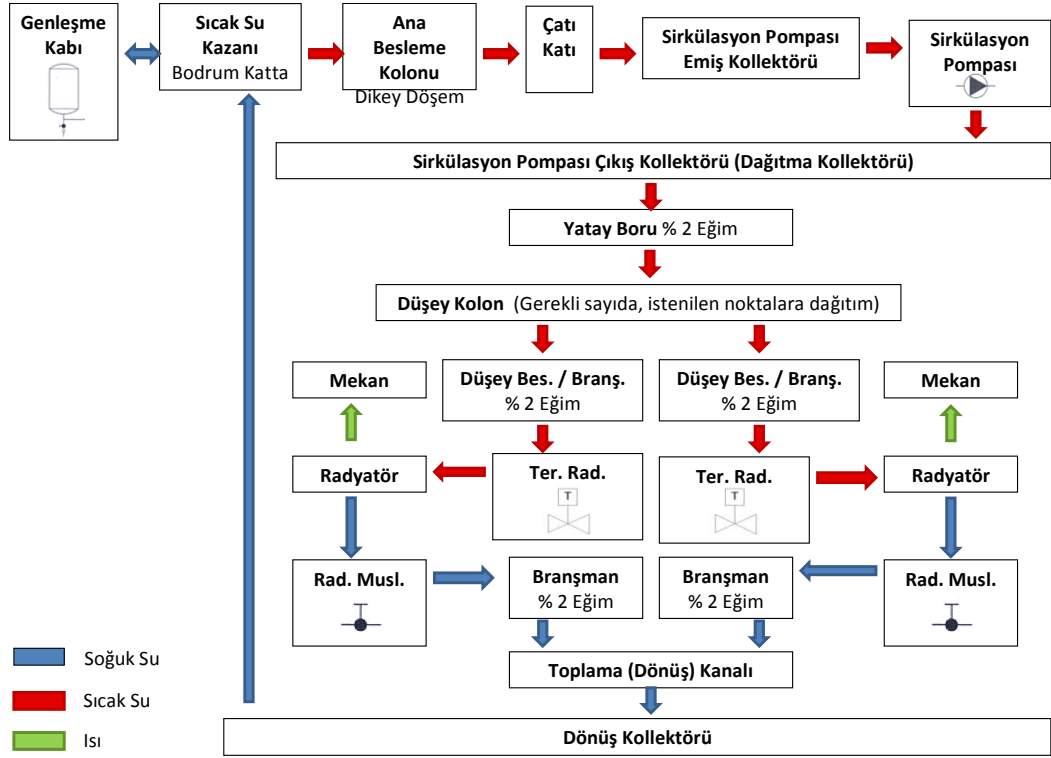 Genleşme
Kabı
Sıcak Su
Kazanı
Bodrum Katta
Ana
Besleme
Kolonu
Dikey Döşem
Çatı
Katı
Sirkülasyon Pompası
Emiş Kollektörü
Sirkülasyon
Pompası
Sirkülasyon Pompası Çıkış Kollektörü (Dağıtma Kollektörü)
Yatay Boru % 2 Eğim
Düşey Kolon (Gerekli sayıda, istenilen noktalara dağıtım)
Mekan
Düşey Bes. / Branş.
% 2 Eğim
Düşey Bes. / Branş.
% 2 Eğim
Mekan
Radyatör
Ter. Rad.
T
Ter. Rad.
T
Radyatör
Rad. Musl.
Branşman
% 2 Eğim
Branşman
% 2 Eğim
Rad. Musl.
Toplama (Dönüş) Kanalı
Dönüş Kollektörü
Soğuk Su
Sıcak Su
Isı